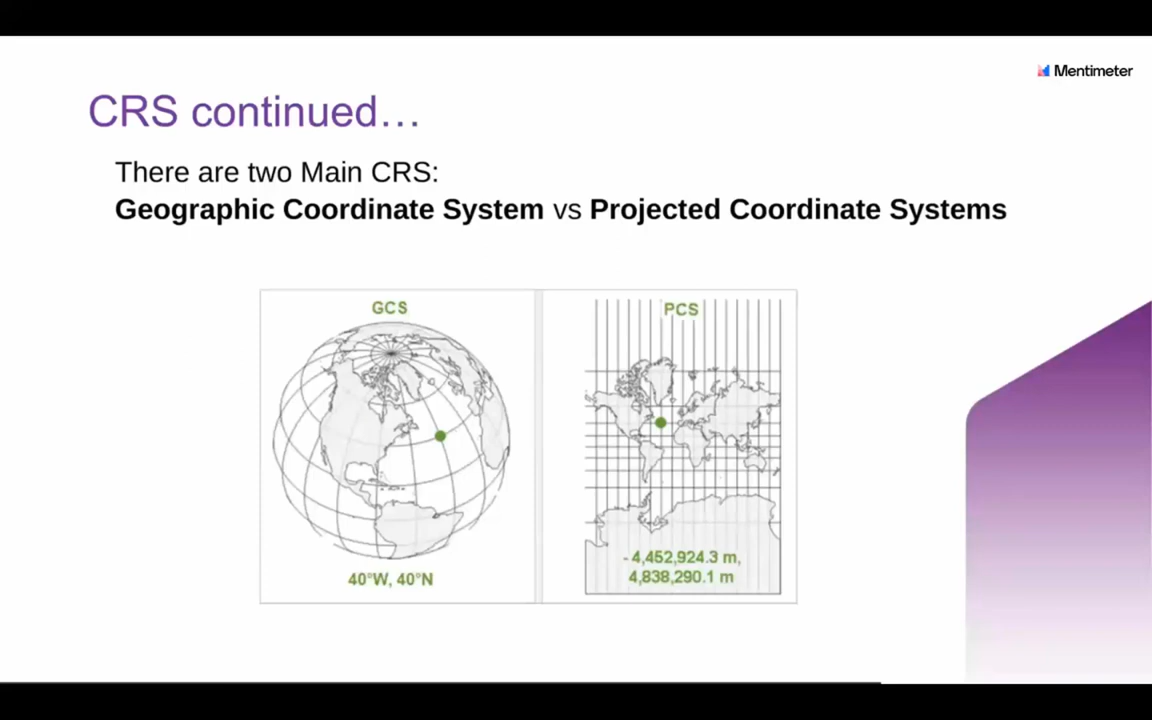 Mentimeter
CRS continued…
There are two Main CRS:
Geographic Coordinate System vs Projected Coordinate Systems
GCS
40°W, 40°N
PCS
- 4,452,924.3 m,
4,838,290.1 m